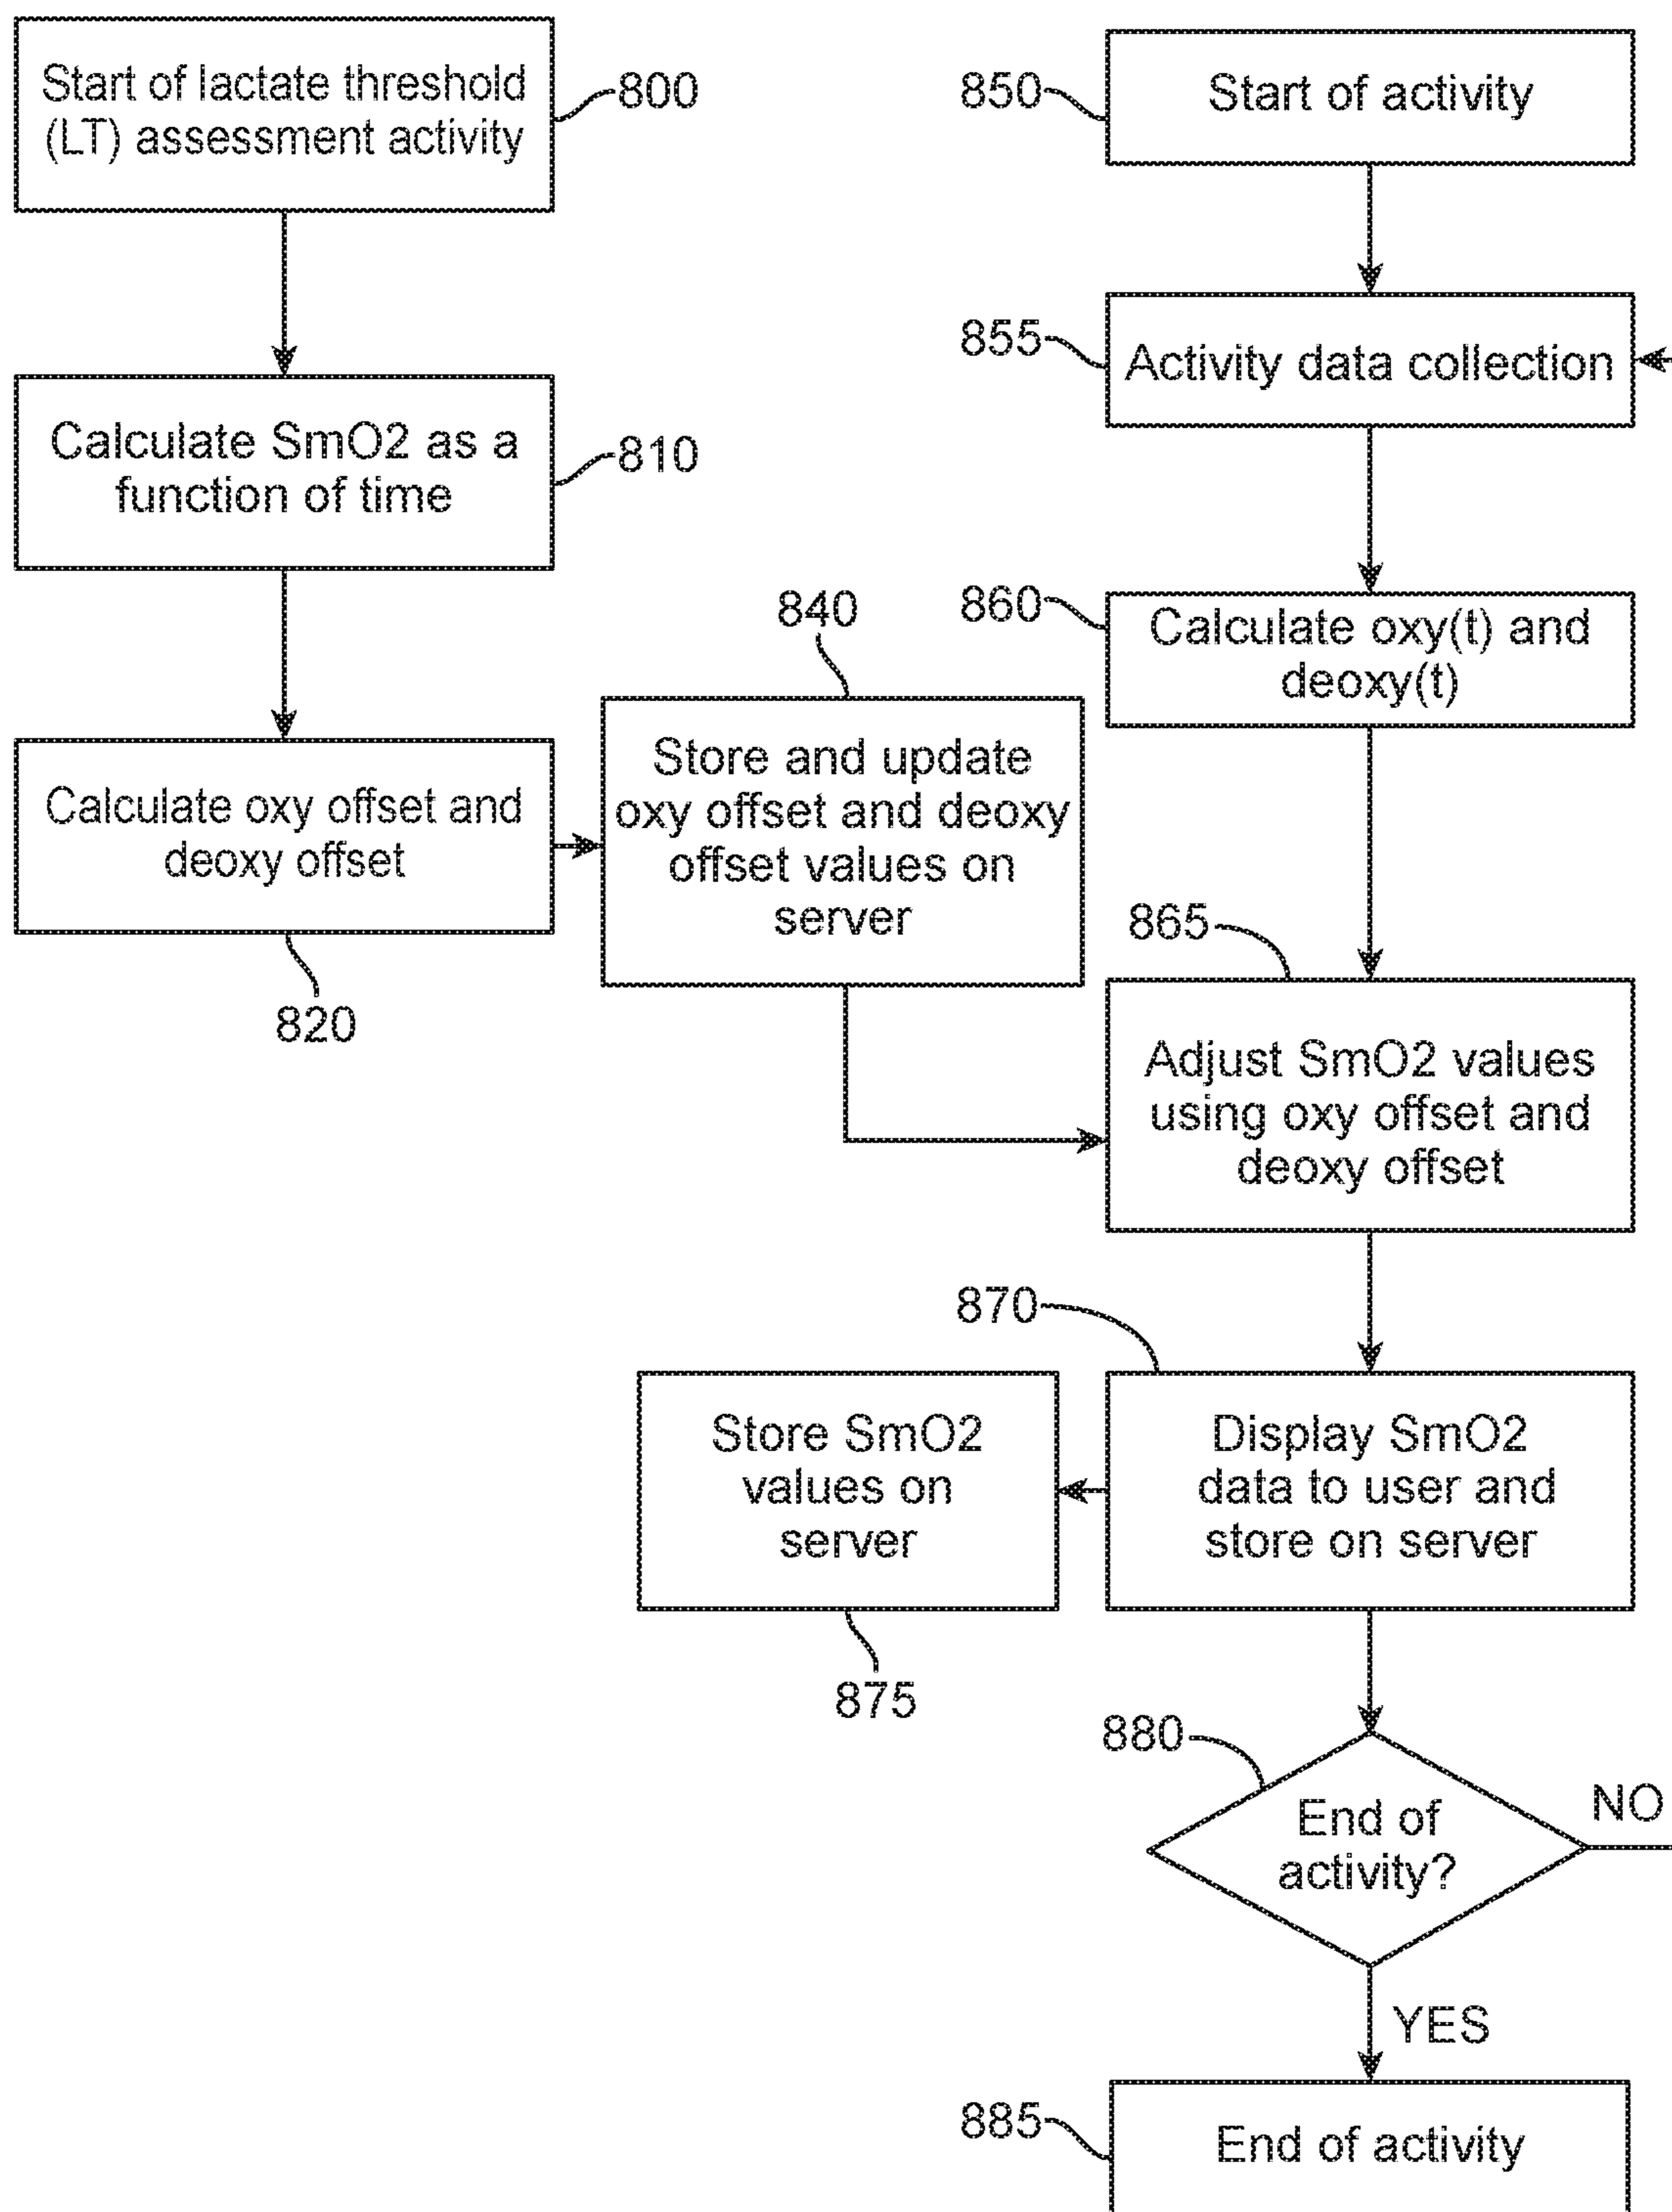 Start of lactate threshold
(LT) assessment activity
800
Calculate SmO2 as a
function of time
810
Calculate oxy offset and
deoxy offset
820
840
Store and update
oxy offset and deoxy
offset values on
server
850
Start of activity
855
Activity data collection
860
Calculate oxy(t) and
deoxy(t)
865
Adjust SmO2 values
using oxy offset and
deoxy offset
870
Display SmO2
data to user and
store on server
Store SmO2
values on
server
875
880
End of
activity?
NO
YES
885
End of activity